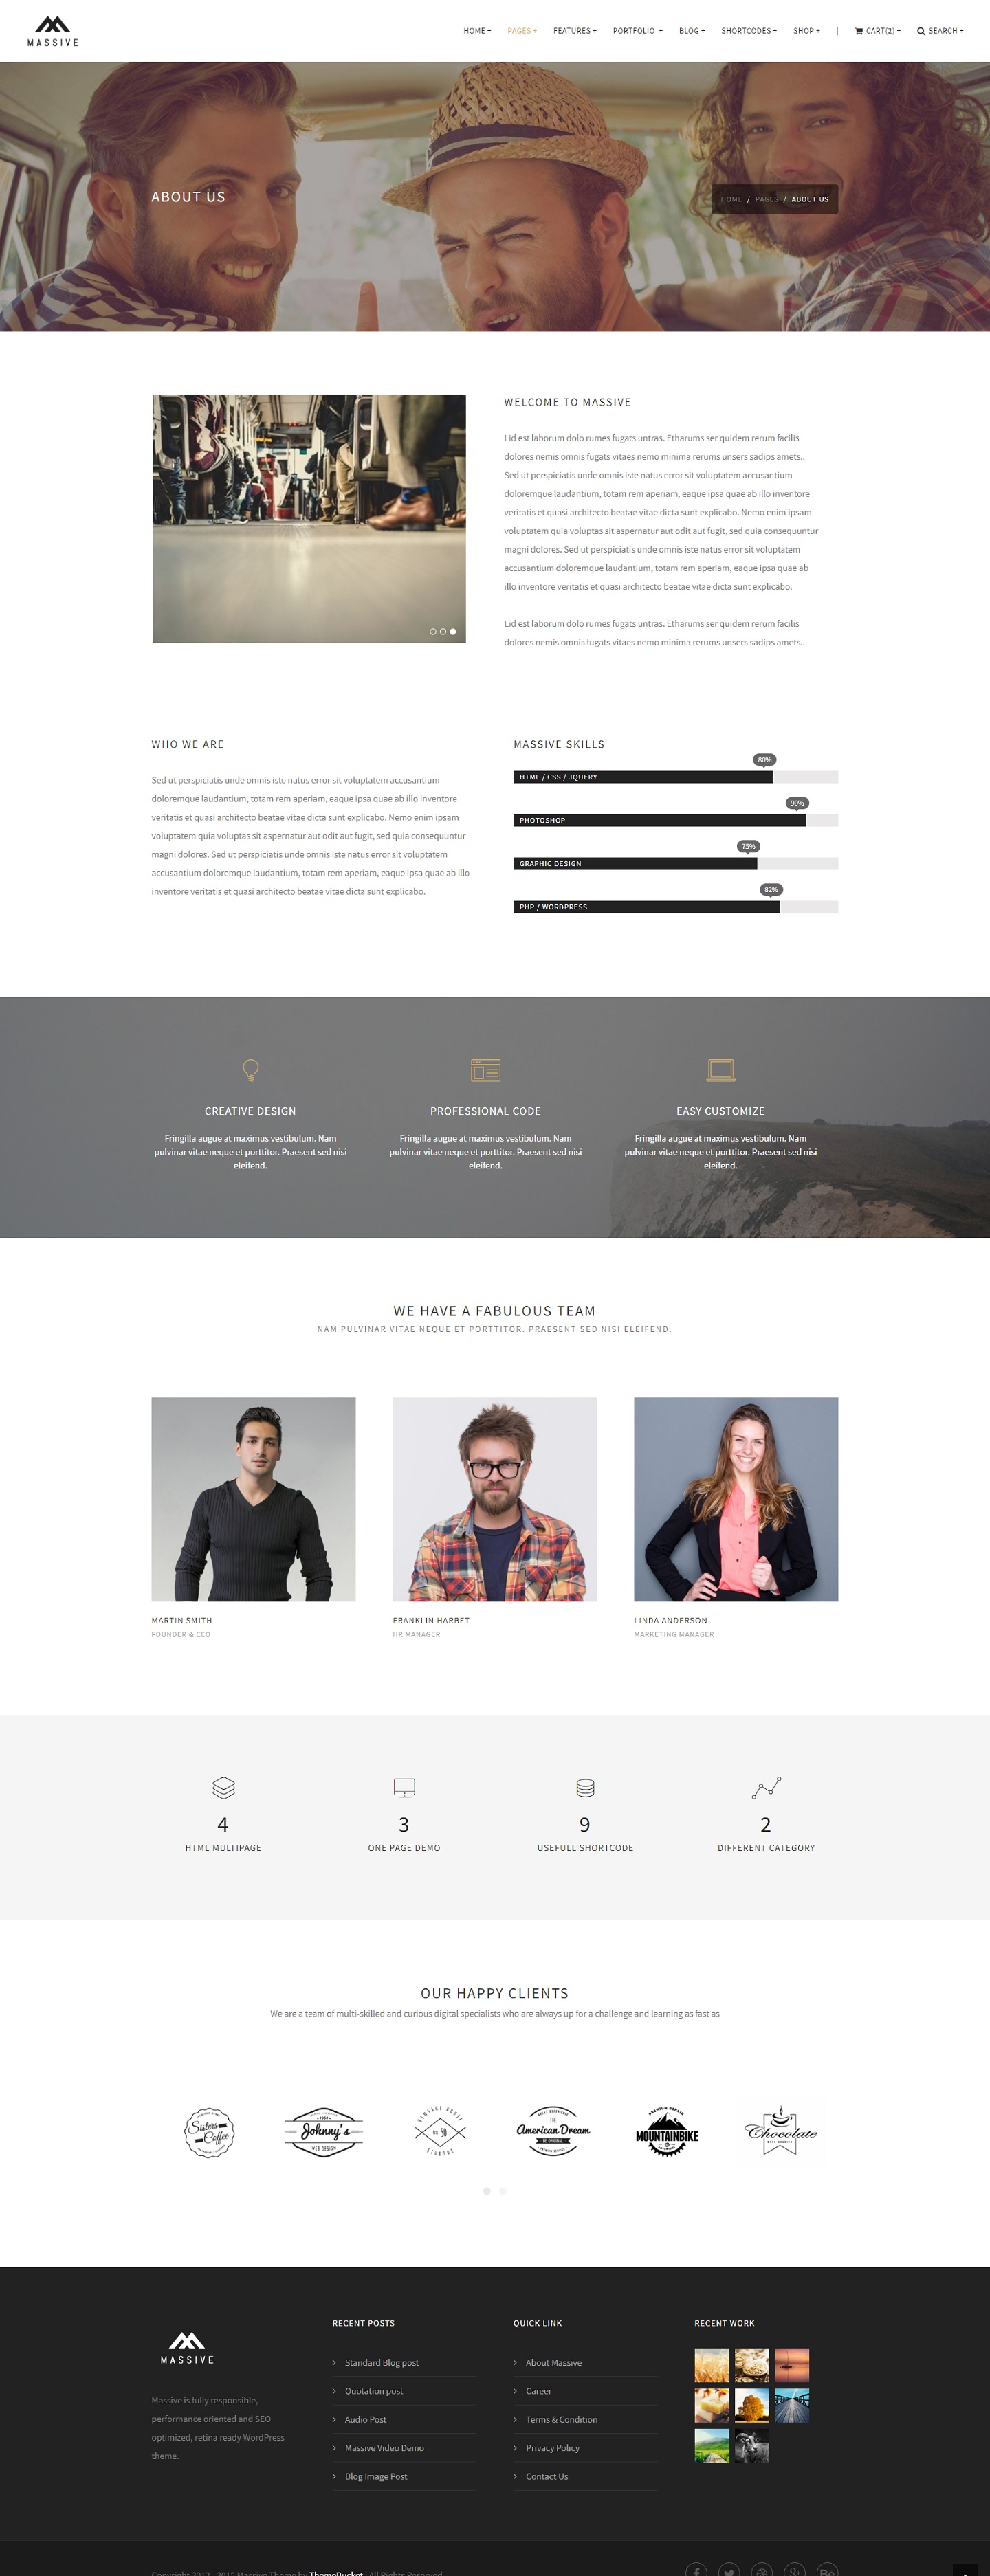 MASSIVE
HOME + PAGES + FEATURES + PORTFOLIO + BLOG + SHORTCODES + SHOP + | CART(2) + SEARCH +
ABOUT US
HOME / PAGES / ABOUT US
WELCOME TO MASSIVE
Lid est laborum dolo rumes fugats untras. Etharums ser quidem rerum facilis
dolores nemis omnis fugats vitaes nemo minima rerums unsers sadips amets..
Sed ut perspiciatis unde omnis iste natus error sit voluptatem accusantium
doloremque laudantium, totam rem aperiam, eaque ipsa quae ab illo inventore
veritatis et quasi architecto beatae vitae dicta sunt explicabo. Nemo enim ipsam
voluptatem quia voluptas sit aspernatur aut odit aut fugit, sed quia consequuntur
magni dolores. Sed ut perspiciatis unde omnis iste natus error sit voluptatem
accusantium doloremque laudantium, totam rem aperiam, eaque ipsa quae ab
illo inventore veritatis et quasi architecto beatae vitae dicta sunt explicabo.
Lid est laborum dolo rumes fugats untras. Etharums ser quidem rerum facilis
dolores nemis omnis fugats vitaes nemo minima rerums unsers sadips amets..
WHO WE ARE
Sed ut perspiciatis unde omnis iste natus error sit voluptatem accusantium
doloremque laudantium, totam rem aperiam, eaque ipsa quae ab illo inventore
veritatis et quasi architecto beatae vitae dicta sunt explicabo. Nemo enim ipsam
voluptatem quia voluptas sit aspernatur aut odit aut fugit, sed quia consequuntur
magni dolores. Sed ut perspiciatis unde omnis iste natus error sit voluptatem
accusantium doloremque laudantium, totam rem aperiam, eaque ipsa quae ab illo
inventore veritatis et quasi architecto beatae vitae dicta sunt explicabo.
MASSIVE SKILLS
80%
HTML / CSS / JQUERY
90%
PHOTOSHOP
75%
GRAPHIC DESIGN
82%
PHP / WORDPRESS
CREATIVE DESIGN
Fringilla augue at maximus vestibulum. Nam
pulvinar vitae neque et porttitor. Praesent sed nisi
eleifend.
PROFESSIONAL CODE
Fringilla augue at maximus vestibulum. Nam
pulvinar vitae neque et porttitor. Praesent sed nisi
eleifend.
EASY CUSTOMIZE
Fringilla augue at maximus vestibulum. Nam
pulvinar vitae neque et porttitor. Praesent sed nisi
eleifend.
WE HAVE A FABULOUS TEAM
NAM PULVINAR VITAE NEQUE ET PORTTITOR. PRAESENT SED NISI ELEIFEND.
MARTIN SMITH
FOUNDER & CEO
FRANKLIN HARBET
HR MANAGER
LINDA ANDERSON
MARKETING MANAGER
4
HTML MULTIPAGE
3
ONE PAGE DEMO
9
USEFULL SHORTCODE
2
DIFFERENT CATEGORY
OUR HAPPY CLIENTS
We are a team of multi-skilled and curious digital specialists who are always up for a challenge and learning as fast as
Sisters
Coffee
Johnny's
WEB DESIGN
VINTAGE ROUTE
50
STUDERE
GREAT EXPERIENCE
THE
American Dream
PREMIUM SERVICE
PREMIUM REPAIR
MOUNTAINBIKE
Chocolate
MASSIVE
Massive is fully responsible,
performance oriented and SEO
optimized, retina ready WordPress
theme.
RECENT POSTS
Standard Blog post
Quotation post
Audio Post
Massive Video Demo
Blog Image Post
QUICK LINK
About Massive
Career
Terms & Condition
Privacy Policy
Contact Us
RECENT WORK
Copyright 2012 - 2015 Massive Theme by ThemeBucket | All Rights Reserved